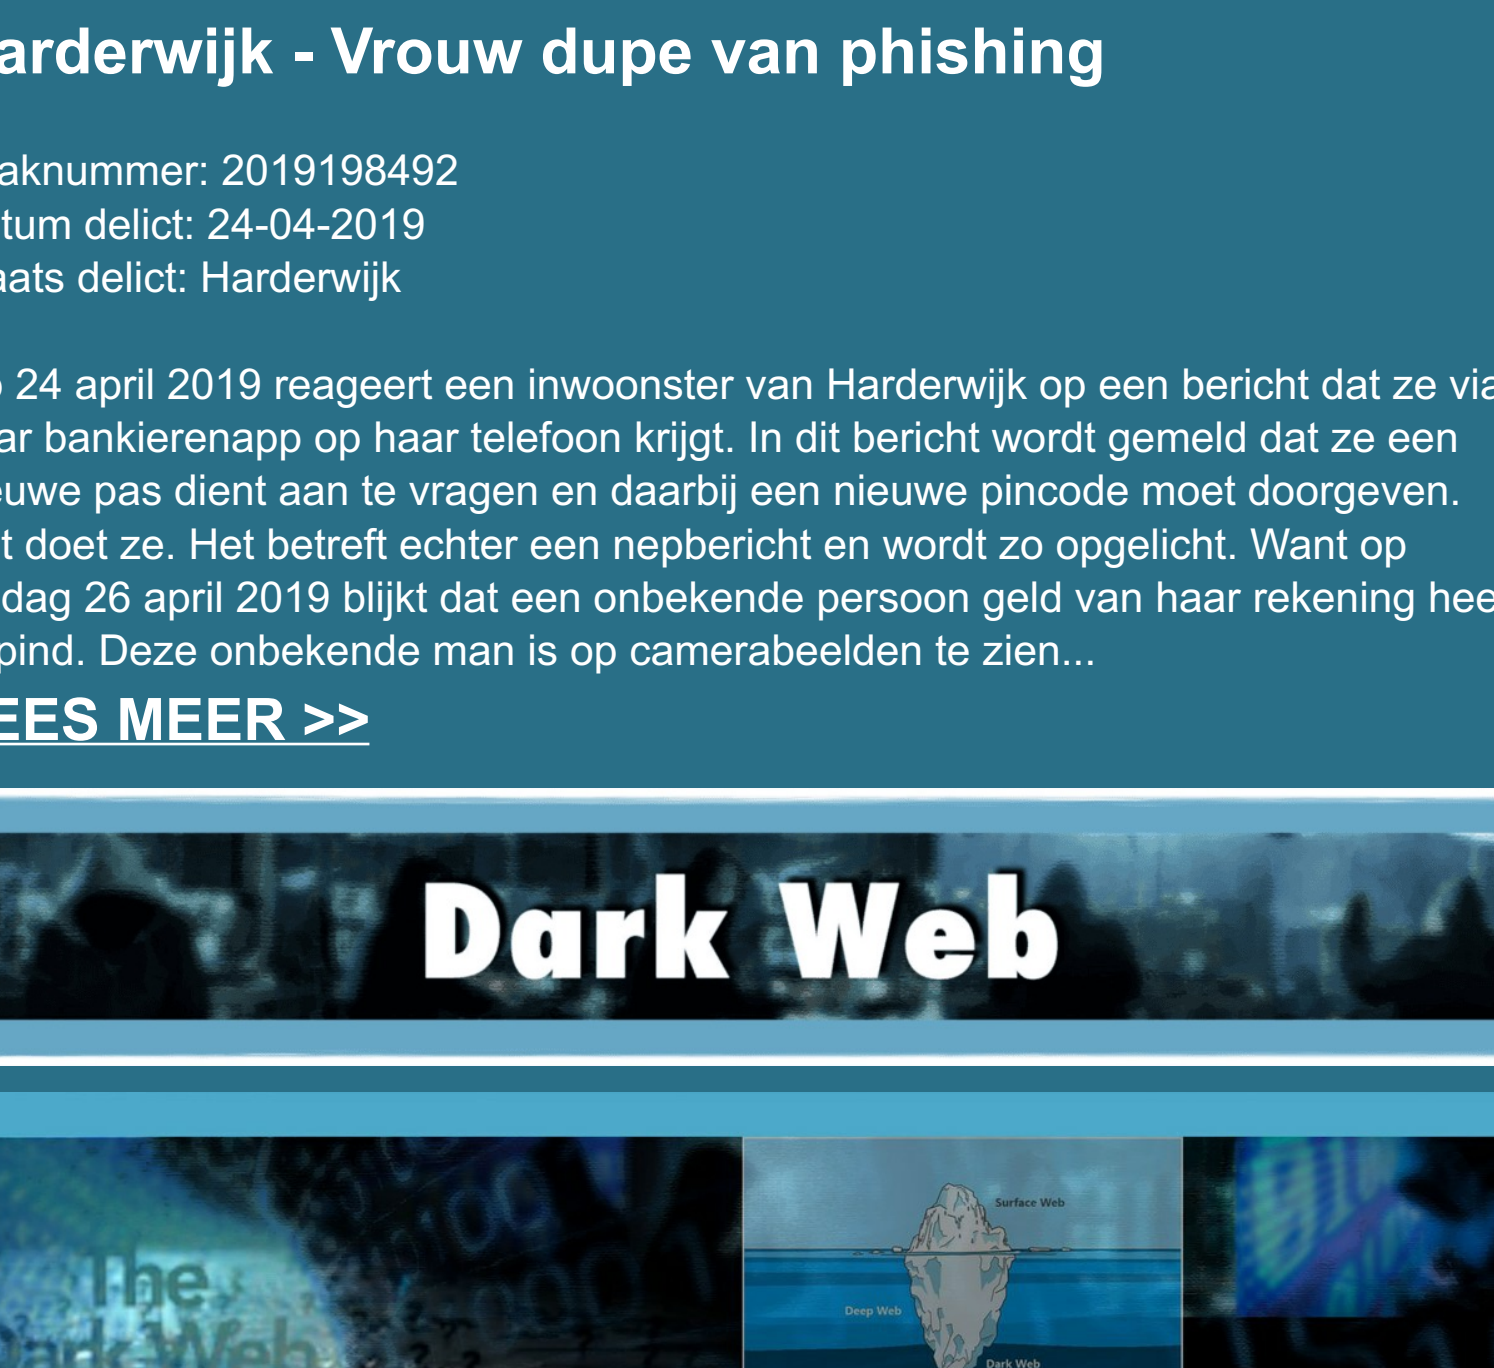 arderwijk - Vrouw dupe van phishing
aknummer: 2019198492
tum delict: 24-04-2019
aats delict: Harderwijk
24 april 2019 reageert een inwoonster van Harderwijk op een bericht dat ze via
ar bankierenapp op haar telefoon krijgt. In dit bericht wordt gemeld dat ze een
euwe pas dient aan te vragen en daarbij een nieuwe pincode moet doorgeven.
t doet ze. Het betreft echter een nepbericht en wordt zo opgelicht. Want op
dag 26 april 2019 blijkt dat een onbekende persoon geld van haar rekening hee
pind. Deze onbekende man is op camerabeelden te zien...
EES MEER >>
Dark Web
Surface Web
The
Deep Web
Dark Web
Dark Web